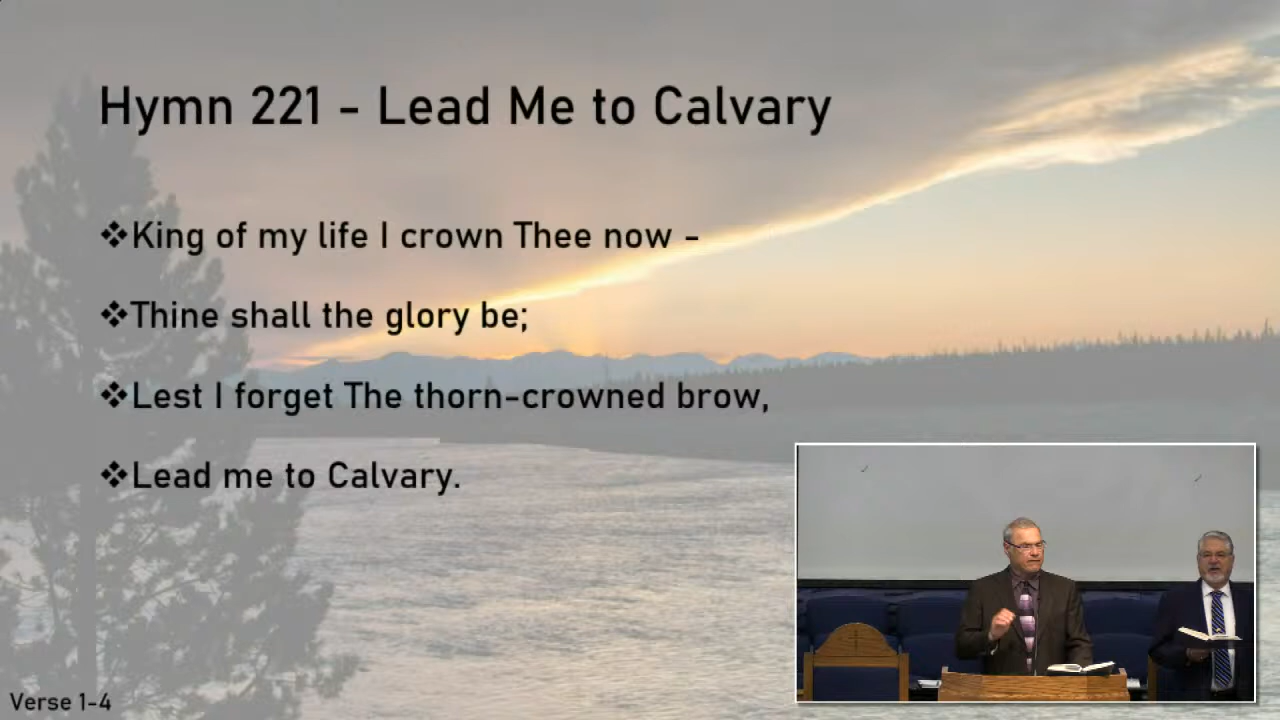 Hymn 221 - Lead Me to Calvary
❖King of my life I crown Thee now -
❖Thine shall the glory be;
❖Lest I forget The thorn-crowned brow,
❖Lead me to Calvary.
Verse 1-4